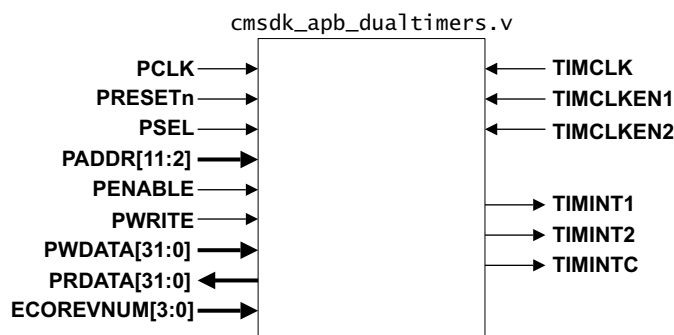 cmsdk_apb_dualtimers.v
PCLK
PRESETn
PSEL
PADDR[11:2]
PENABLE
PWRITE
PWDATA[31:0]
PRDATA[31:0]
ECOREVNUM[3:0]
TIMCLK
TIMCLKEN1
TIMCLKEN2
TIMINT1
TIMINT2
TIMINTC